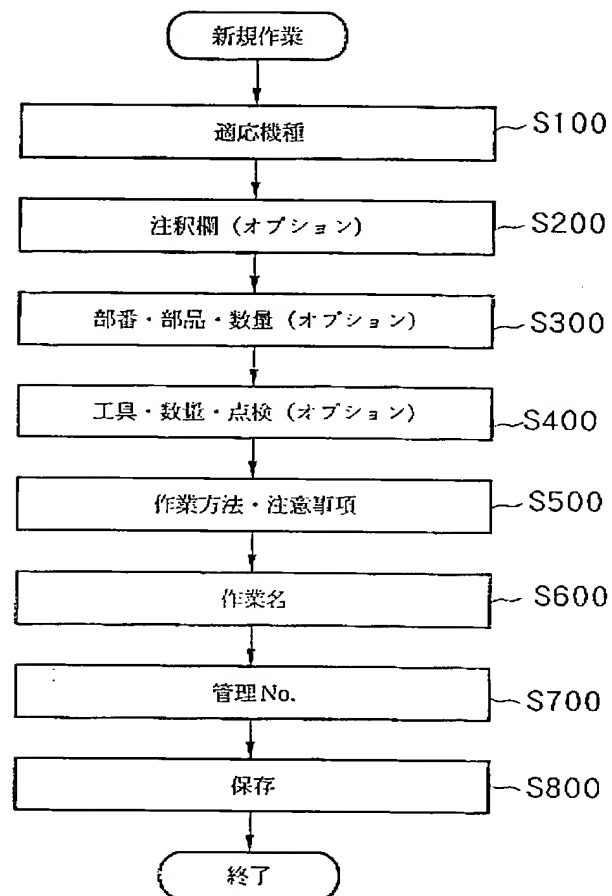 新規作業
適応機種
S100
注釈欄(オプション)
S200
部番・部品・数量(オプション)
S300
工具・数量・点検(オプション)
S400
作業方法・注意事項
S500
作業名
S600
管理No.
S700
保存
S800
終了